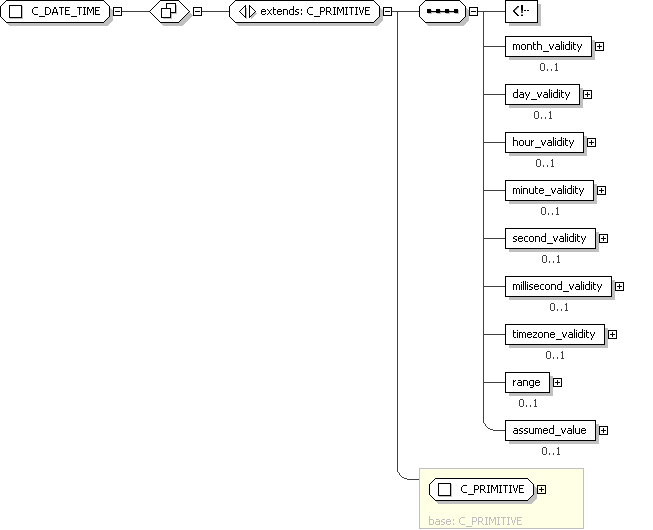 C_DATE_TIME
extends: C_PRIMITIVE
<!--
month_validity
0..1
day_validity
0..1
hour_validity
0..1
minute_validity
0..1
second_validity
0..1
millisecond_validity
0..1
timezone_validity
0..1
range
0..1
assumed_value
0..1
C_PRIMITIVE
base: C_PRIMITIVE